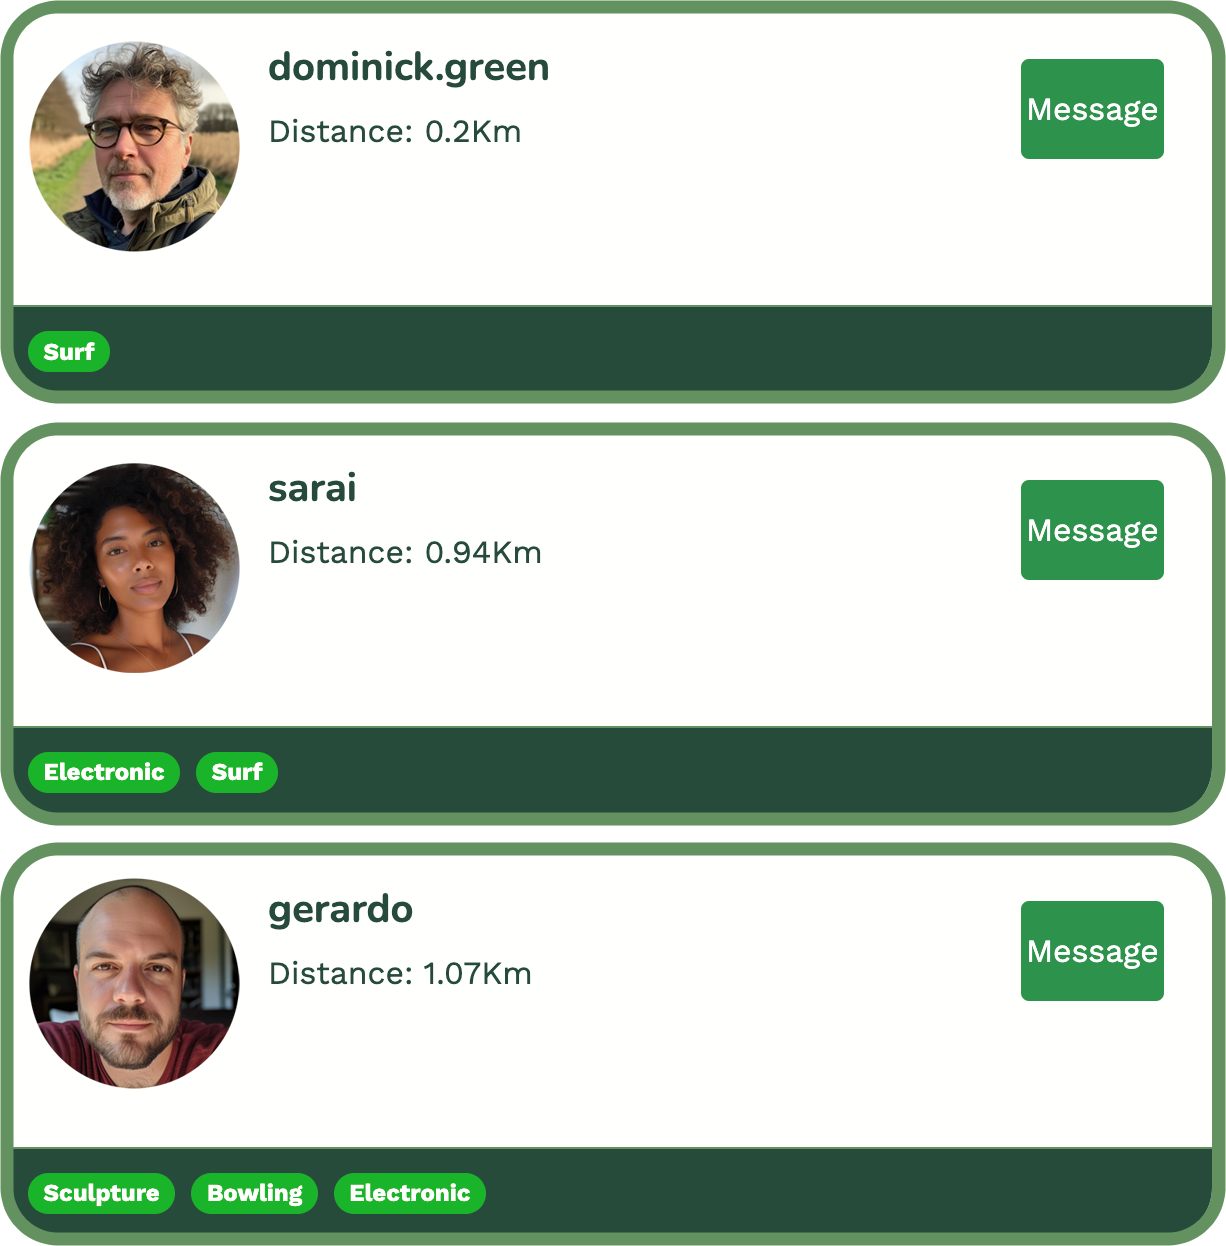 dominick.green
Distance: 0.2Km
Message
Surf
sarai
Distance: 0.94Km
Message
Electronic Surf
gerardo
Distance: 1.07Km
Message
Sculpture Bowling Electronic